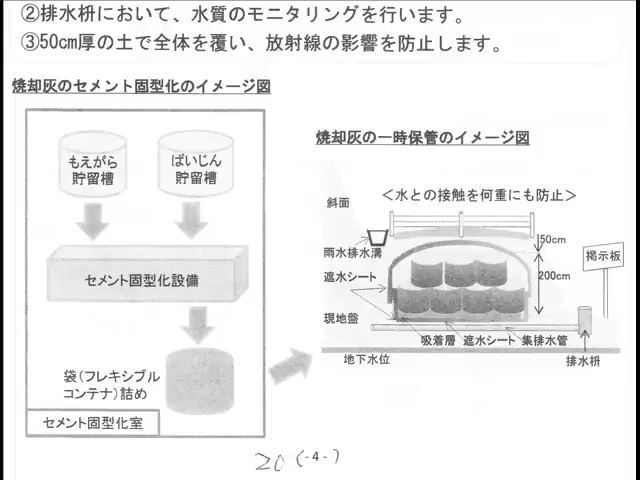 ②排水枡において、水質のモニタリングを行います。
③50cm厚の土で全体を覆い、放射線の影響を防止します。
焼却灰のセメント固型化のイメージ図
もえがら
貯留槽
ばいじん
貯留槽
セメント固型化設備
袋(フレキシブル
コンテナ)詰め
セメント固型化室
焼却灰の一時保管のイメージ図
<水との接触を何重にも防止>
斜面
雨水排水溝
遮水シート
現地盤
50cm
200cm
掲示板
吸着層 遮水シート 集排水管
地下水位
排水枡
20 (-4-)